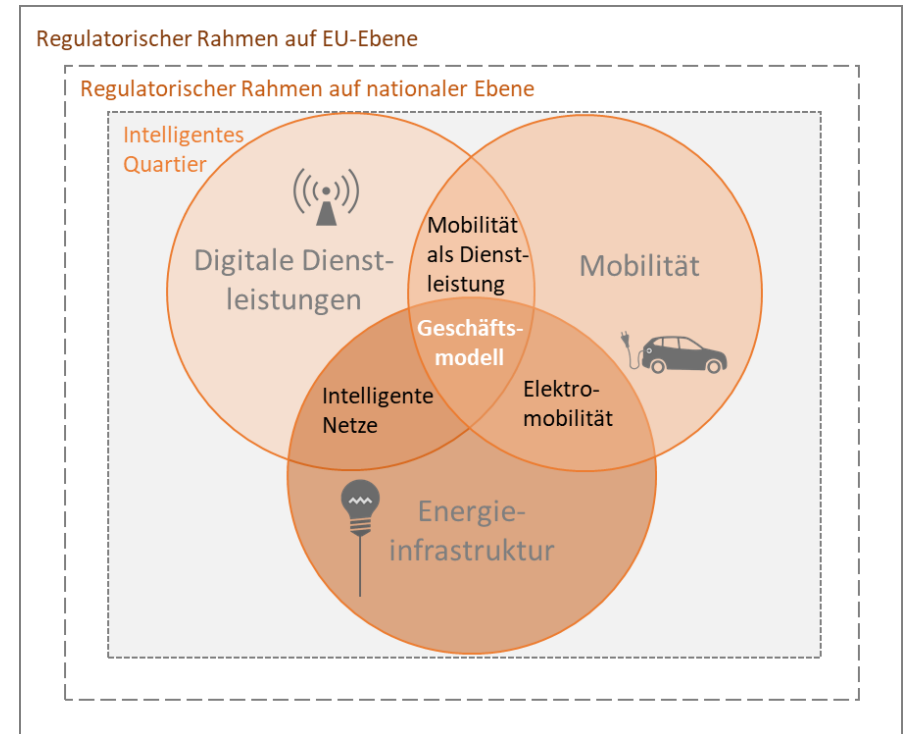 Regulatorischer Rahmen auf EU-Ebene
Regulatorischer Rahmen auf nationaler Ebene
Intelligentes
Quartier
Digitale Dienst-
leistungen
Mobilität
als Dienst-
leistung
Mobilität
Geschäfts-
modell
Intelligente
Netze
Elektro-
mobilität
Energie-
infrastruktur